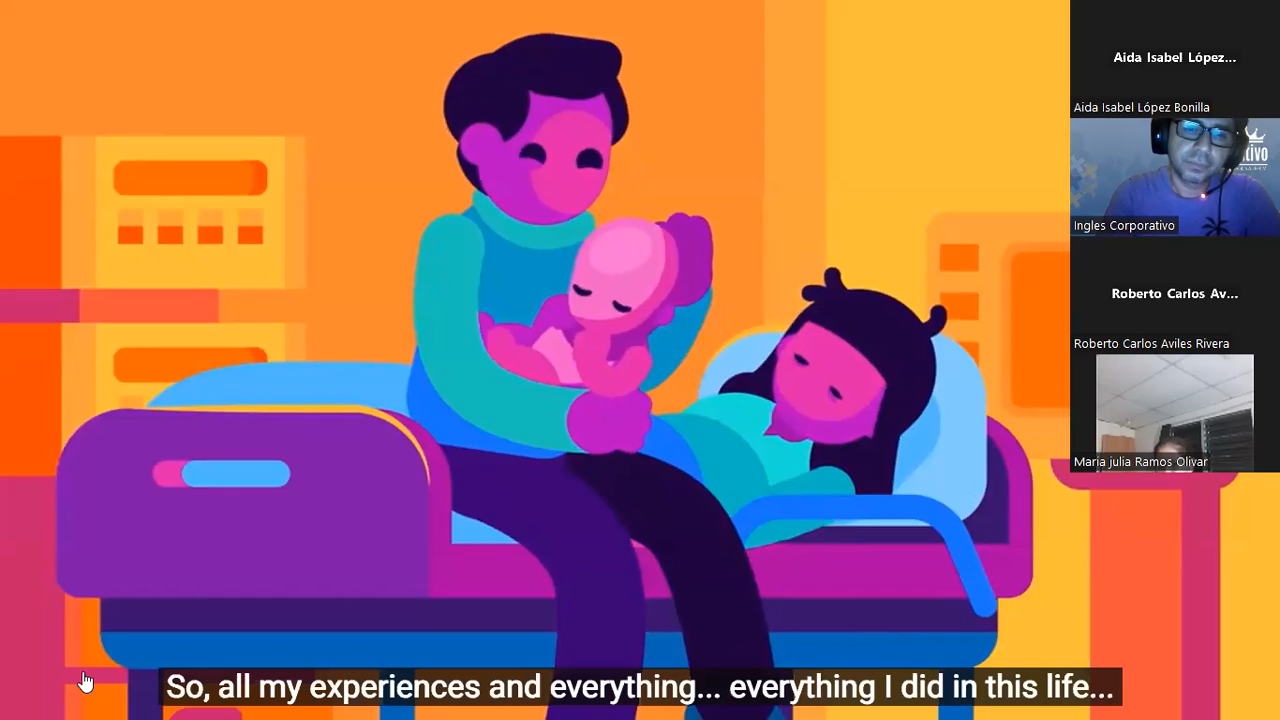 Aida Isabel López...
Aida Isabel López Bonilla
tivo
Ingles Corporativo
Roberto Carlos Av...
Roberto Carlos Aviles Rivera
Maria julia Ramos Olivar
So, all my experiences and everything... everything I did in this life...